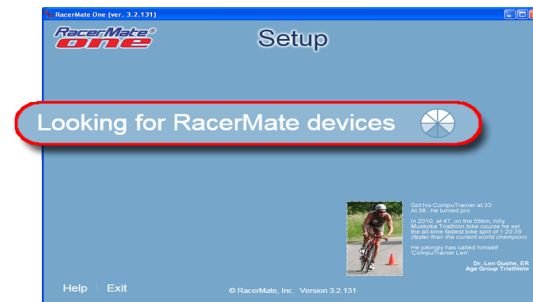 RacerMate One (ver. 3.2.131)
RacerMate®
one
Setup
Looking for RacerMate devices
Got his CompuTrainer at 33
At 38, he turned pro.
In 2010, at 47, on the 55km, hilly
Muskoka Triathlon bike course he set
the all-time fastest bike split of 1:20:39
(faster than the current world champion)
He jokingly has called himself
'CompuTrainer Len'.
Dr. Len Gushe, ER
Age Group Triathlete
Help
Exit
© RacerMate, Inc. Version 3.2.131